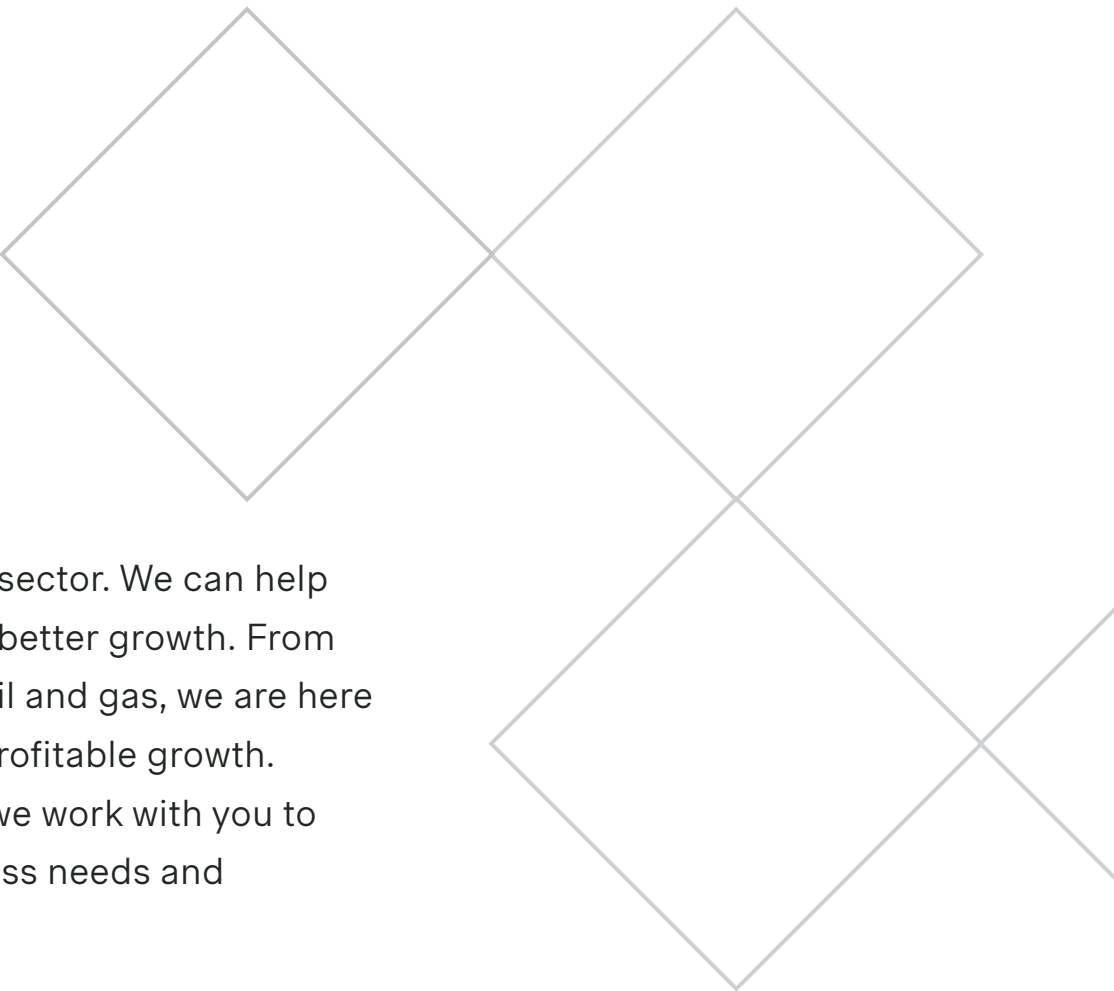 sector. We can help
better growth. From
il and gas, we are here
rofitable growth.
we work with you to
ss needs and